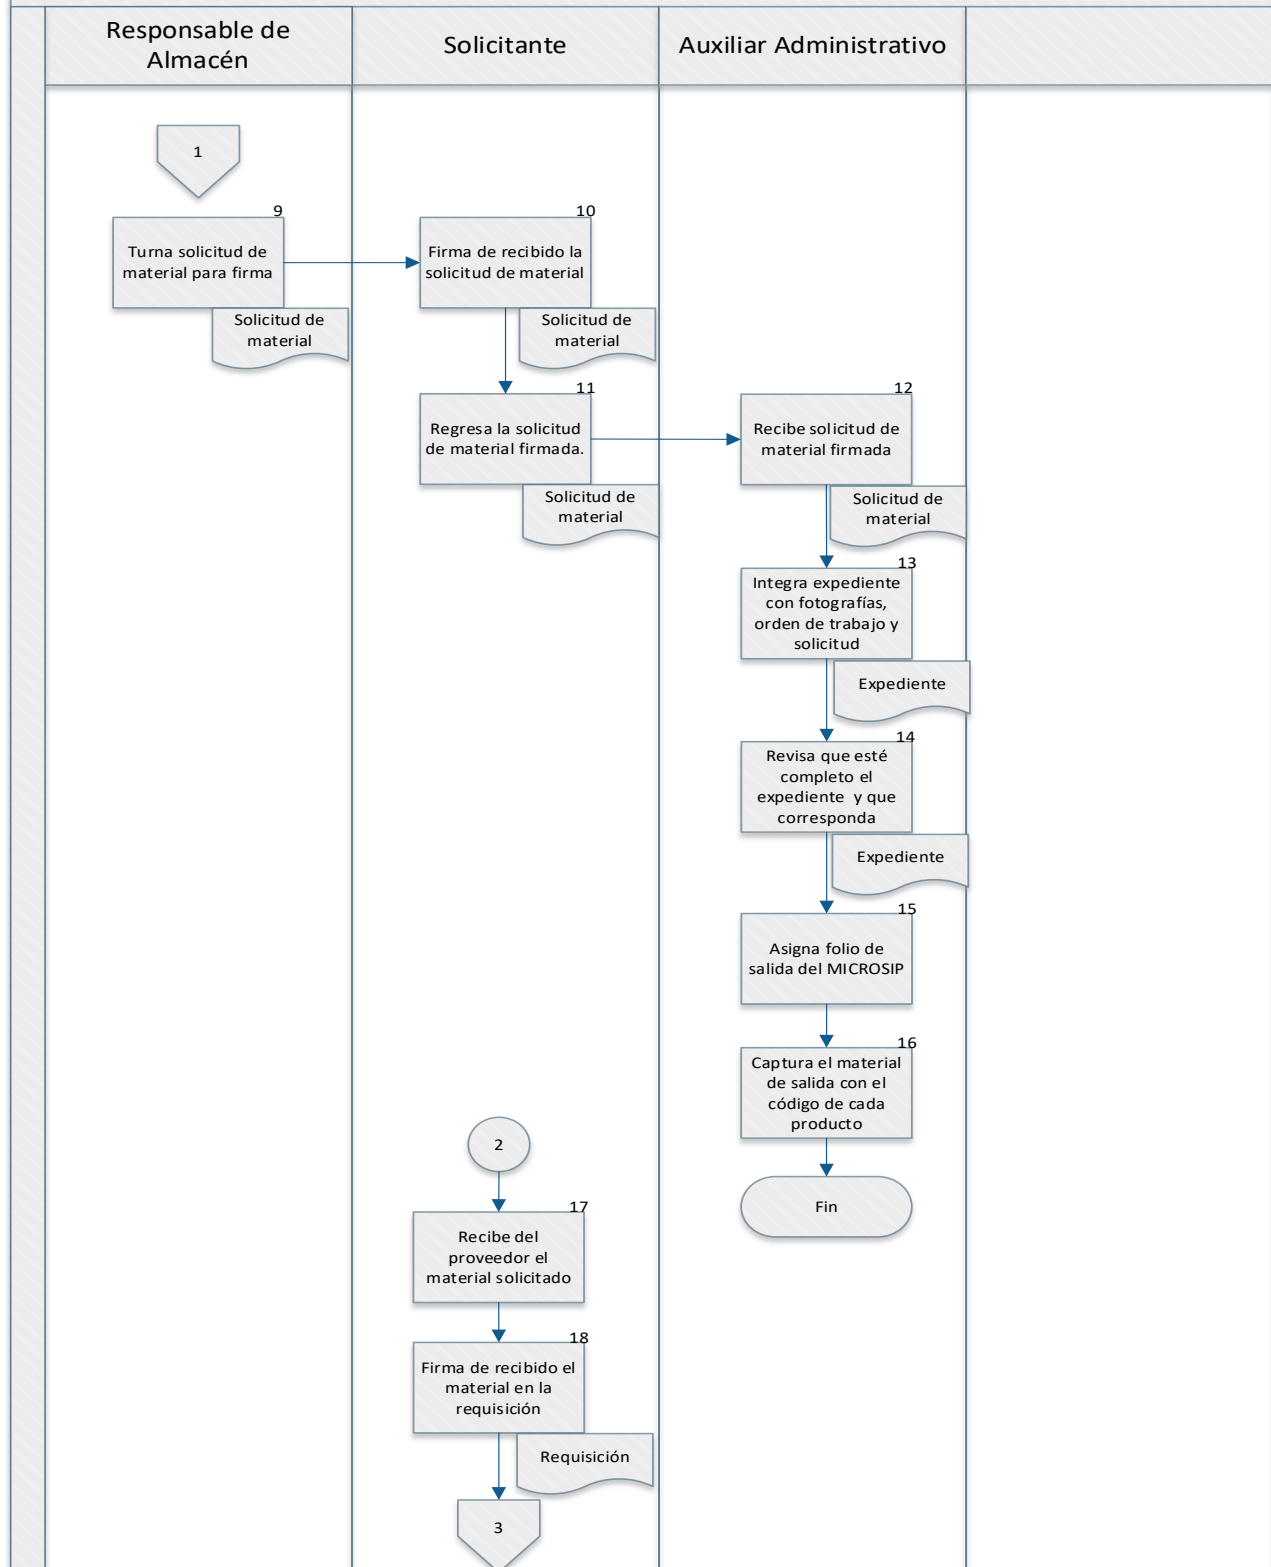 Responsable de
Almacén
Solicitante
Auxiliar Administrativo
1
9
Turna solicitud de
material para firma
Solicitud de
material
10
Firma de recibido la
solicitud de material
Solicitud de
material
11
Regresa la solicitud
de material firmada.
Solicitud de
material
12
Recibe solicitud de
material firmada
Solicitud de
material
13
Integra expediente
con fotografías,
orden de trabajo y
solicitud
Expediente
14
Revisa que esté
completo el
expediente y que
corresponda
Expediente
15
Asigna folio de
salida del MICROSIP
16
Captura el material
de salida con el
código de cada
producto
Fin
2
17
Recibe del
proveedor el
material solicitado
18
Firma de recibido el
material en la
requisición
Requisición
3